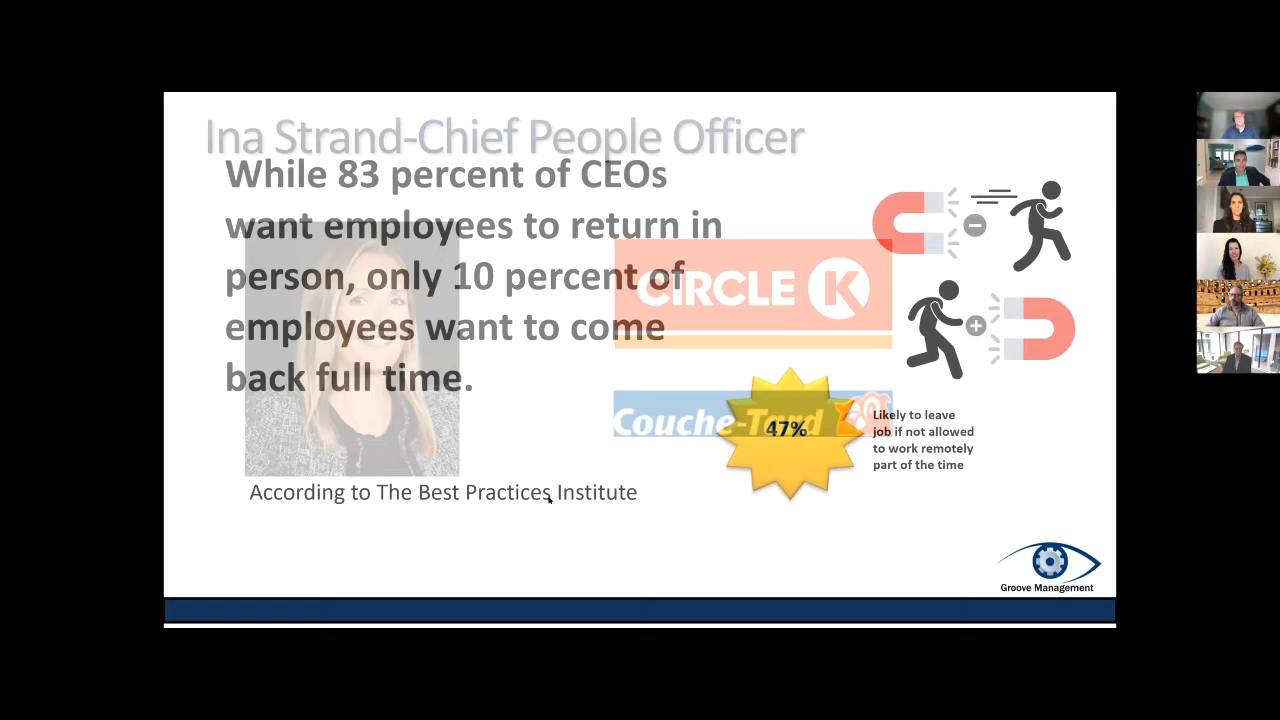 Ina Strand-Chief People Officer
While 83 percent of CEOs
want employees to return in
person, only 10 percent of
employees want to come
back full time.
CIRCLE K
Couche-Tard
47%
Likely to leave
job if not allowed
to work remotely
part of the time
According to The Best Practices Institute
Groove Management